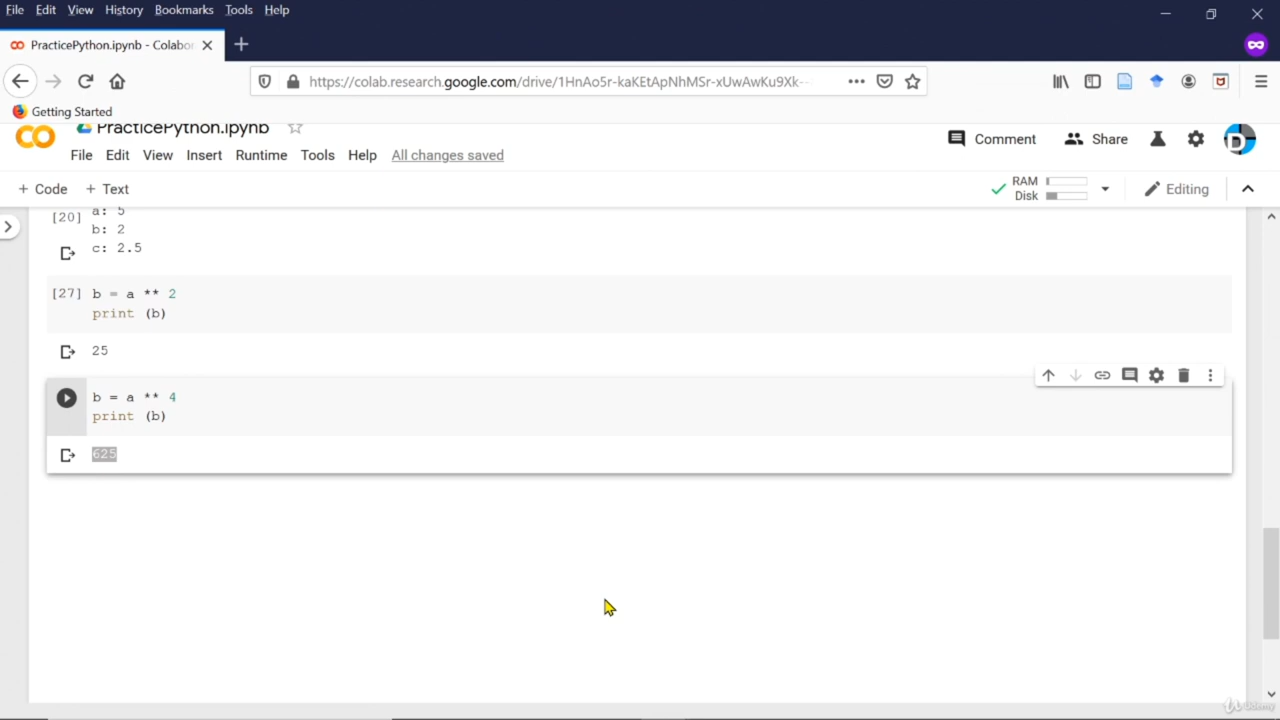 File Edit View History Bookmarks Tools Help
PracticePython.ipynb - Colabor
https://colab.research.google.com/drive/1HnAo5r-kaKEtApNhMSr-xUwAwKu9Xk--
Getting Started
PracticePython.ipynb
Comment Share
File Edit View Insert Runtime Tools Help All changes saved
+ Code + Text
RAM
Disk
Editing
[20] a: 5
b: 2
c: 2.5
[27] b = a ** 2
print (b)
25
b = a ** 4
print (b)
625
Udemy